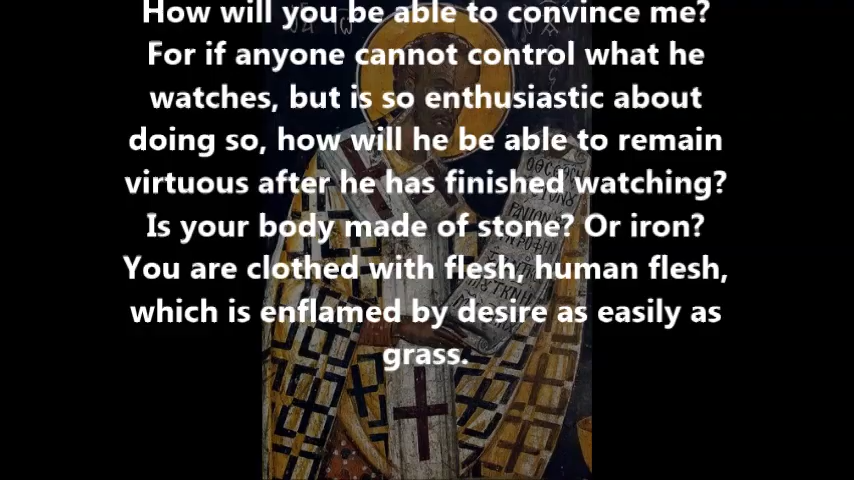 How will you be able to convince me?
For if anyone cannot control what he
watches, but is so enthusiastic about
doing so, how will he be able to remain
virtuous after he has finished watching?
Is your body made of stone? Or iron?
You are clothed with flesh, human flesh,
which is enflamed by desire as easily as
grass.